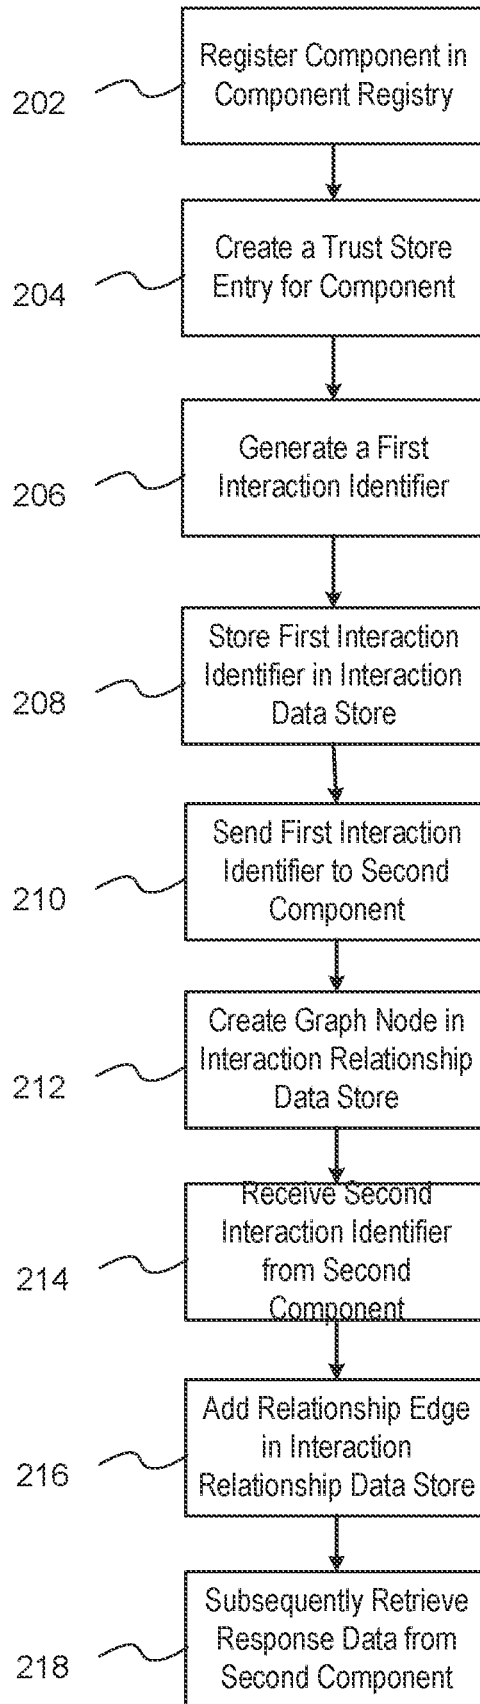 Register Component in
Component Registry
202
Create a Trust Store
Entry for Component
204
Generate a First
Interaction Identifier
206
Store First Interaction
Identifier in Interaction
Data Store
208
Send First Interaction
Identifier to Second
Component
210
Create Graph Node in
Interaction Relationship
Data Store
212
Receive Second
Interaction Identifier
from Second
Component
214
Add Relationship Edge
in Interaction
Relationship Data Store
216
Subsequently Retrieve
Response Data from
Second Component
218